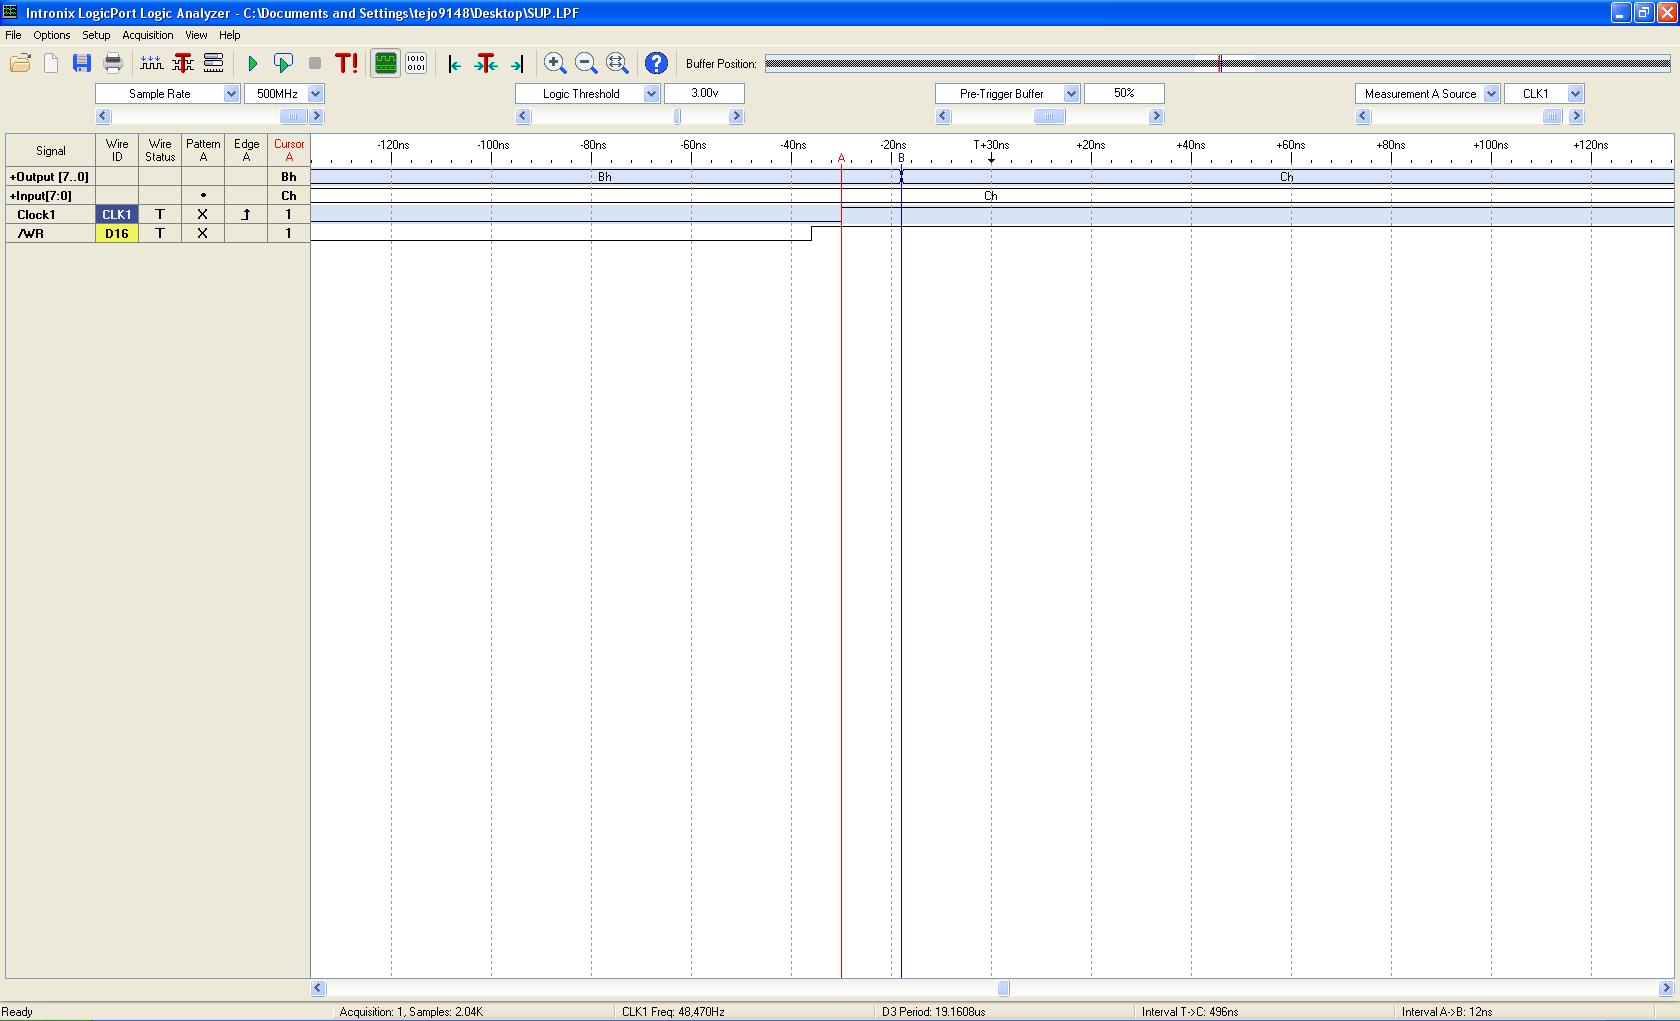 Intronix LogicPort Logic Analyzer - C:\Documents and Settings\tejo9148\Desktop\SUP.LPF
File Options Setup Acquisition View Help
T! 1010 0101 ? Buffer Position:
Sample Rate 500MHz Logic Threshold 3.00v Pre-Trigger Buffer 50% Measurement A Source CLK1
Signal Wire ID Wire Status Pattern A Edge A Cursor A -120ns -100ns -80ns -60ns -40ns -20ns T+30ns +20ns +40ns +60ns +80ns +100ns +120ns
A B
+Output [7..0] Bh Bh Ch
+Input[7:0] • Ch Ch
Clock1 CLK1 T X 1
/WR D16 T X 1
Ready Acquisition: 1, Samples: 2.04K CLK1 Freq: 48,470Hz D3 Period: 19.1608us Interval T->C: 496ns Interval A->B: 12ns